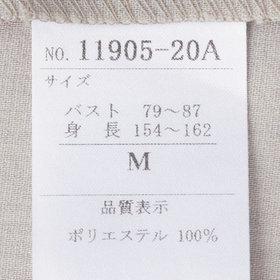 NO. 11905-20A
サイズ
バスト 79～87
身長 154～162
M
品質表示
ポリエステル 100%